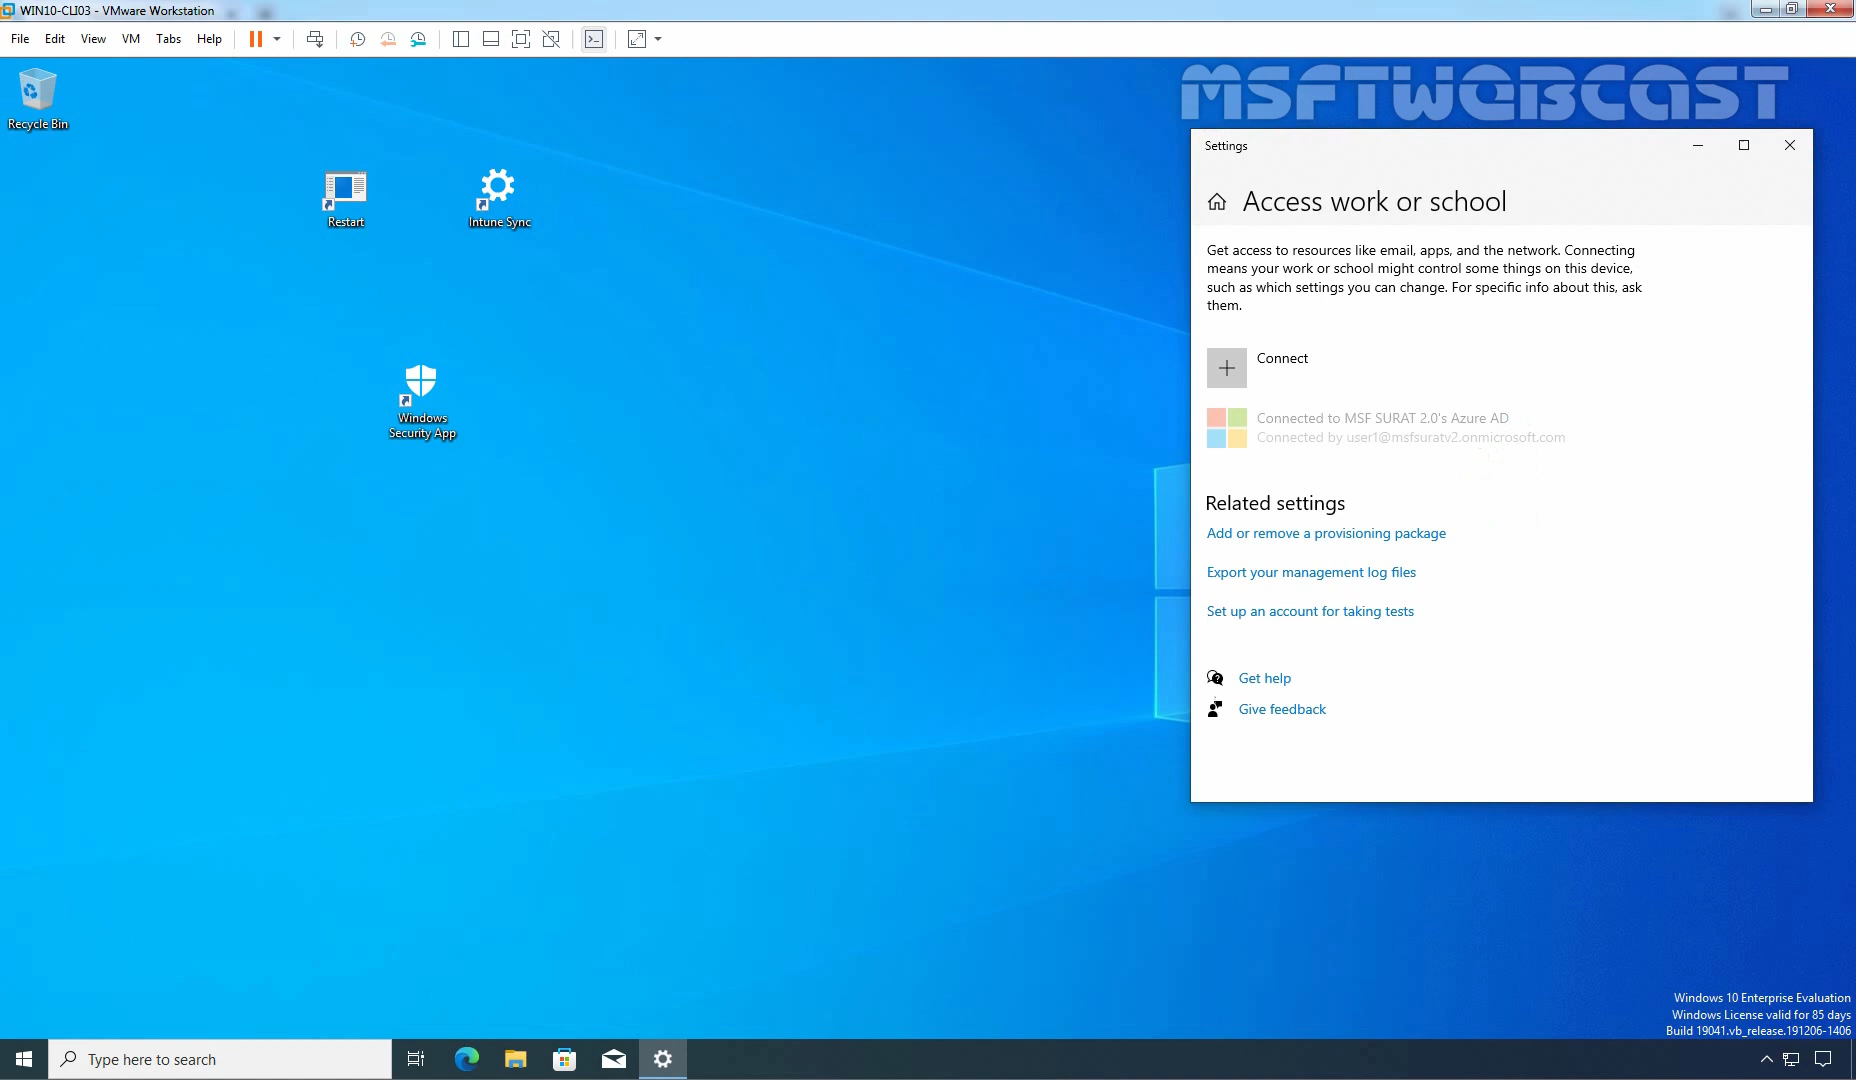 WIN10-CLI03 - VMware Workstation
File Edit View VM Tabs Help
Recycle Bin
MSFTWEBCAST
Restart
Intune Sync
Windows
Security App
Settings
Access work or school
Get access to resources like email, apps, and the network. Connecting
means your work or school might control some things on this device,
such as which settings you can change. For specific info about this, ask
them.
Connect
Connected to MSF SURAT 2.0's Azure AD
Connected by user1@msfsuratv2.onmicrosoft.com
Related settings
Add or remove a provisioning package
Export your management log files
Set up an account for taking tests
Get help
Give feedback
Windows 10 Enterprise Evaluation
Windows License valid for 85 days
Build 19041.vb_release.191206-1406
Type here to search